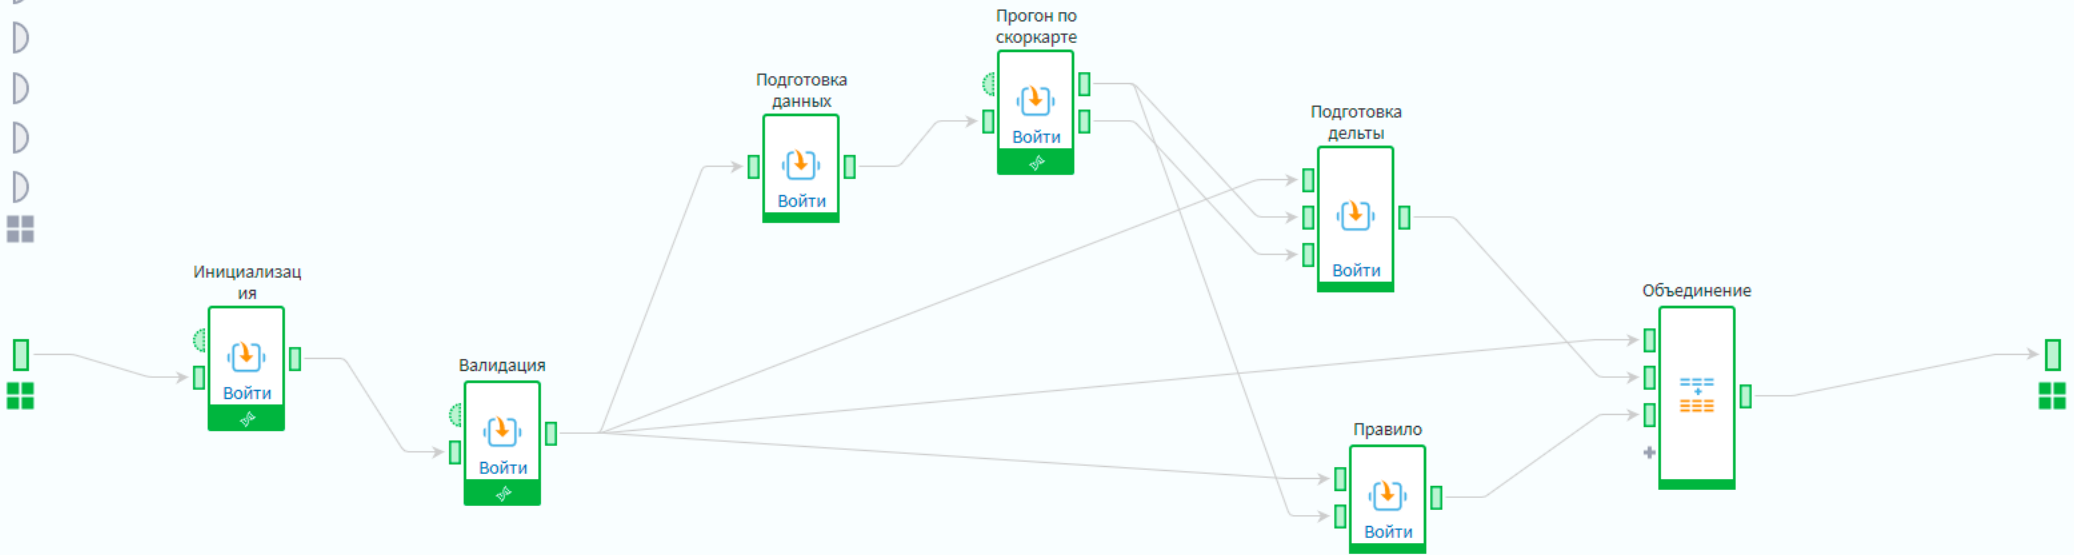 Прогон по
скоркарте
Войти
Подготовка
данных
Войти
Подготовка
дельты
Войти
Инициализац
ия
Войти
Валидация
Войти
Объединение
Правило
Войти